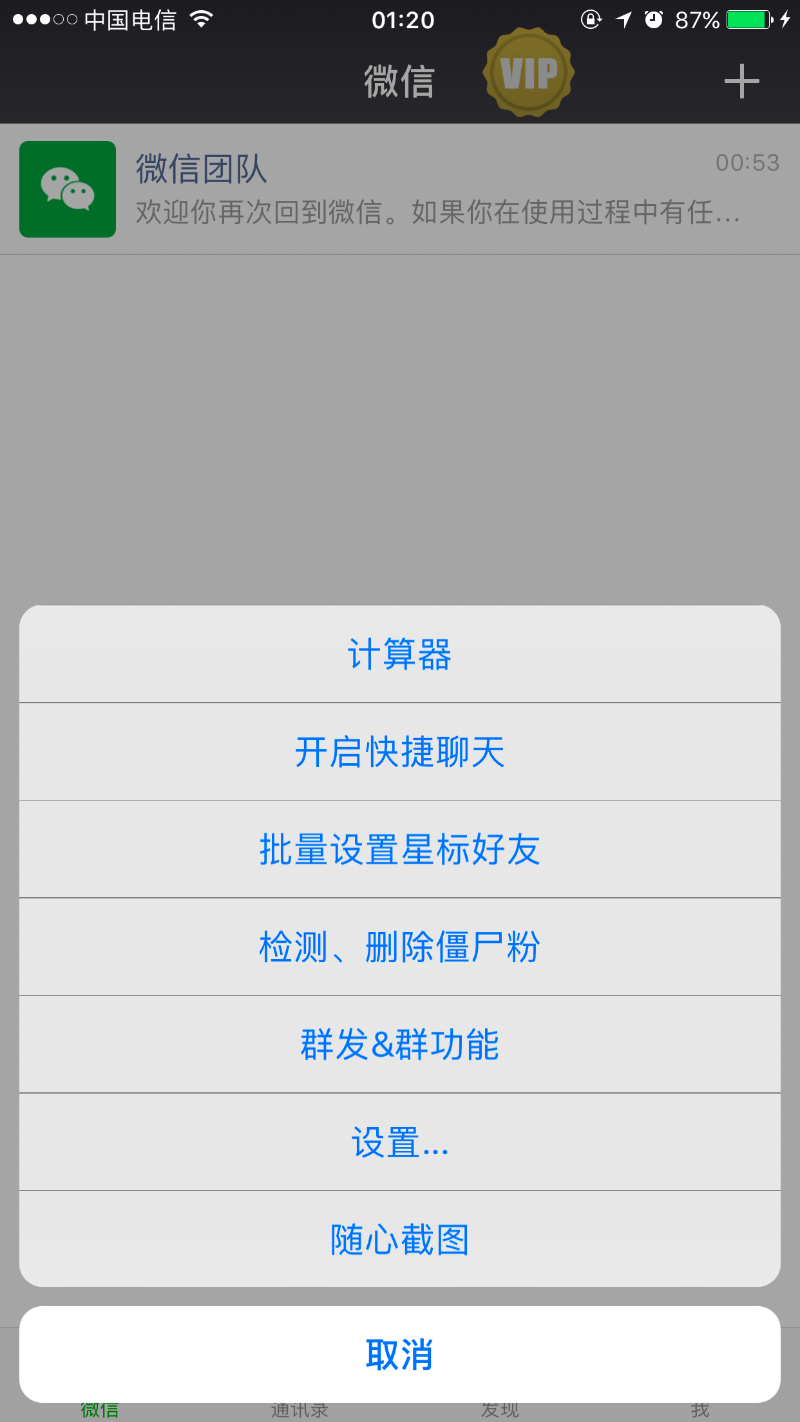 中国电信
01:20
87%
微信
VIP
微信团队
00:53
欢迎你再次回到微信。如果你在使用过程中有任...
计算器
开启快捷聊天
批量设置星标好友
检测、删除僵尸粉
群发&群功能
设置...
随心截图
取消
微信
通讯录
发现
我